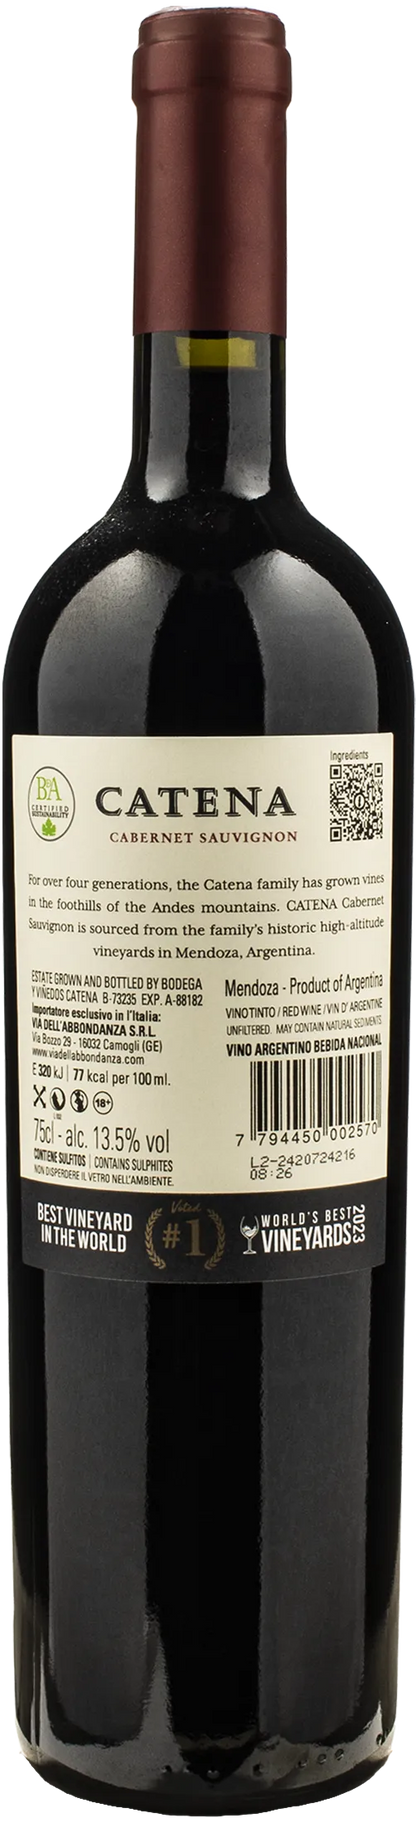 Ingredients
BdA
CERTIFIED
SUSTAINABILITY
CATENA
CABERNET SAUVIGNON
For over four generations, the Catena family has grown vines
in the foothills of the Andes mountains. CATENA Cabernet
Sauvignon is sourced from the family's historic high-altitude
vineyards in Mendoza, Argentina.
ESTATE GROWN AND BOTTLED BY BODEGA
Y VIÑEDOS CATENA B-73235 EXP. A-88182
Importatore esclusivo in l'Italia:
VIA DELL'ABBONDANZA S.R.L.
Via Bozzo 29 - 16032 Camogli (GE)
www.viadellabbondanza.com
E 320 kJ | 77 kcal per 100 ml.
18+
75cl - alc. 13.5% vol
CONTIENE SULFITOS | CONTAINS SULPHITES
NON DISPERDERE IL VETRO NELL'AMBIENTE.
Mendoza - Product of Argentina
VINO TINTO / RED WINE / VIN D' ARGENTINE
UNFILTERED. MAY CONTAIN NATURAL SEDIMENTS
VINO ARGENTINO BEBIDA NACIONAL
7 794450 002570
L2-2420724216
08:26
BEST VINEYARD
IN THE WORLD
Voted
#1
WORLD'S BEST
VINEYARDS
2023